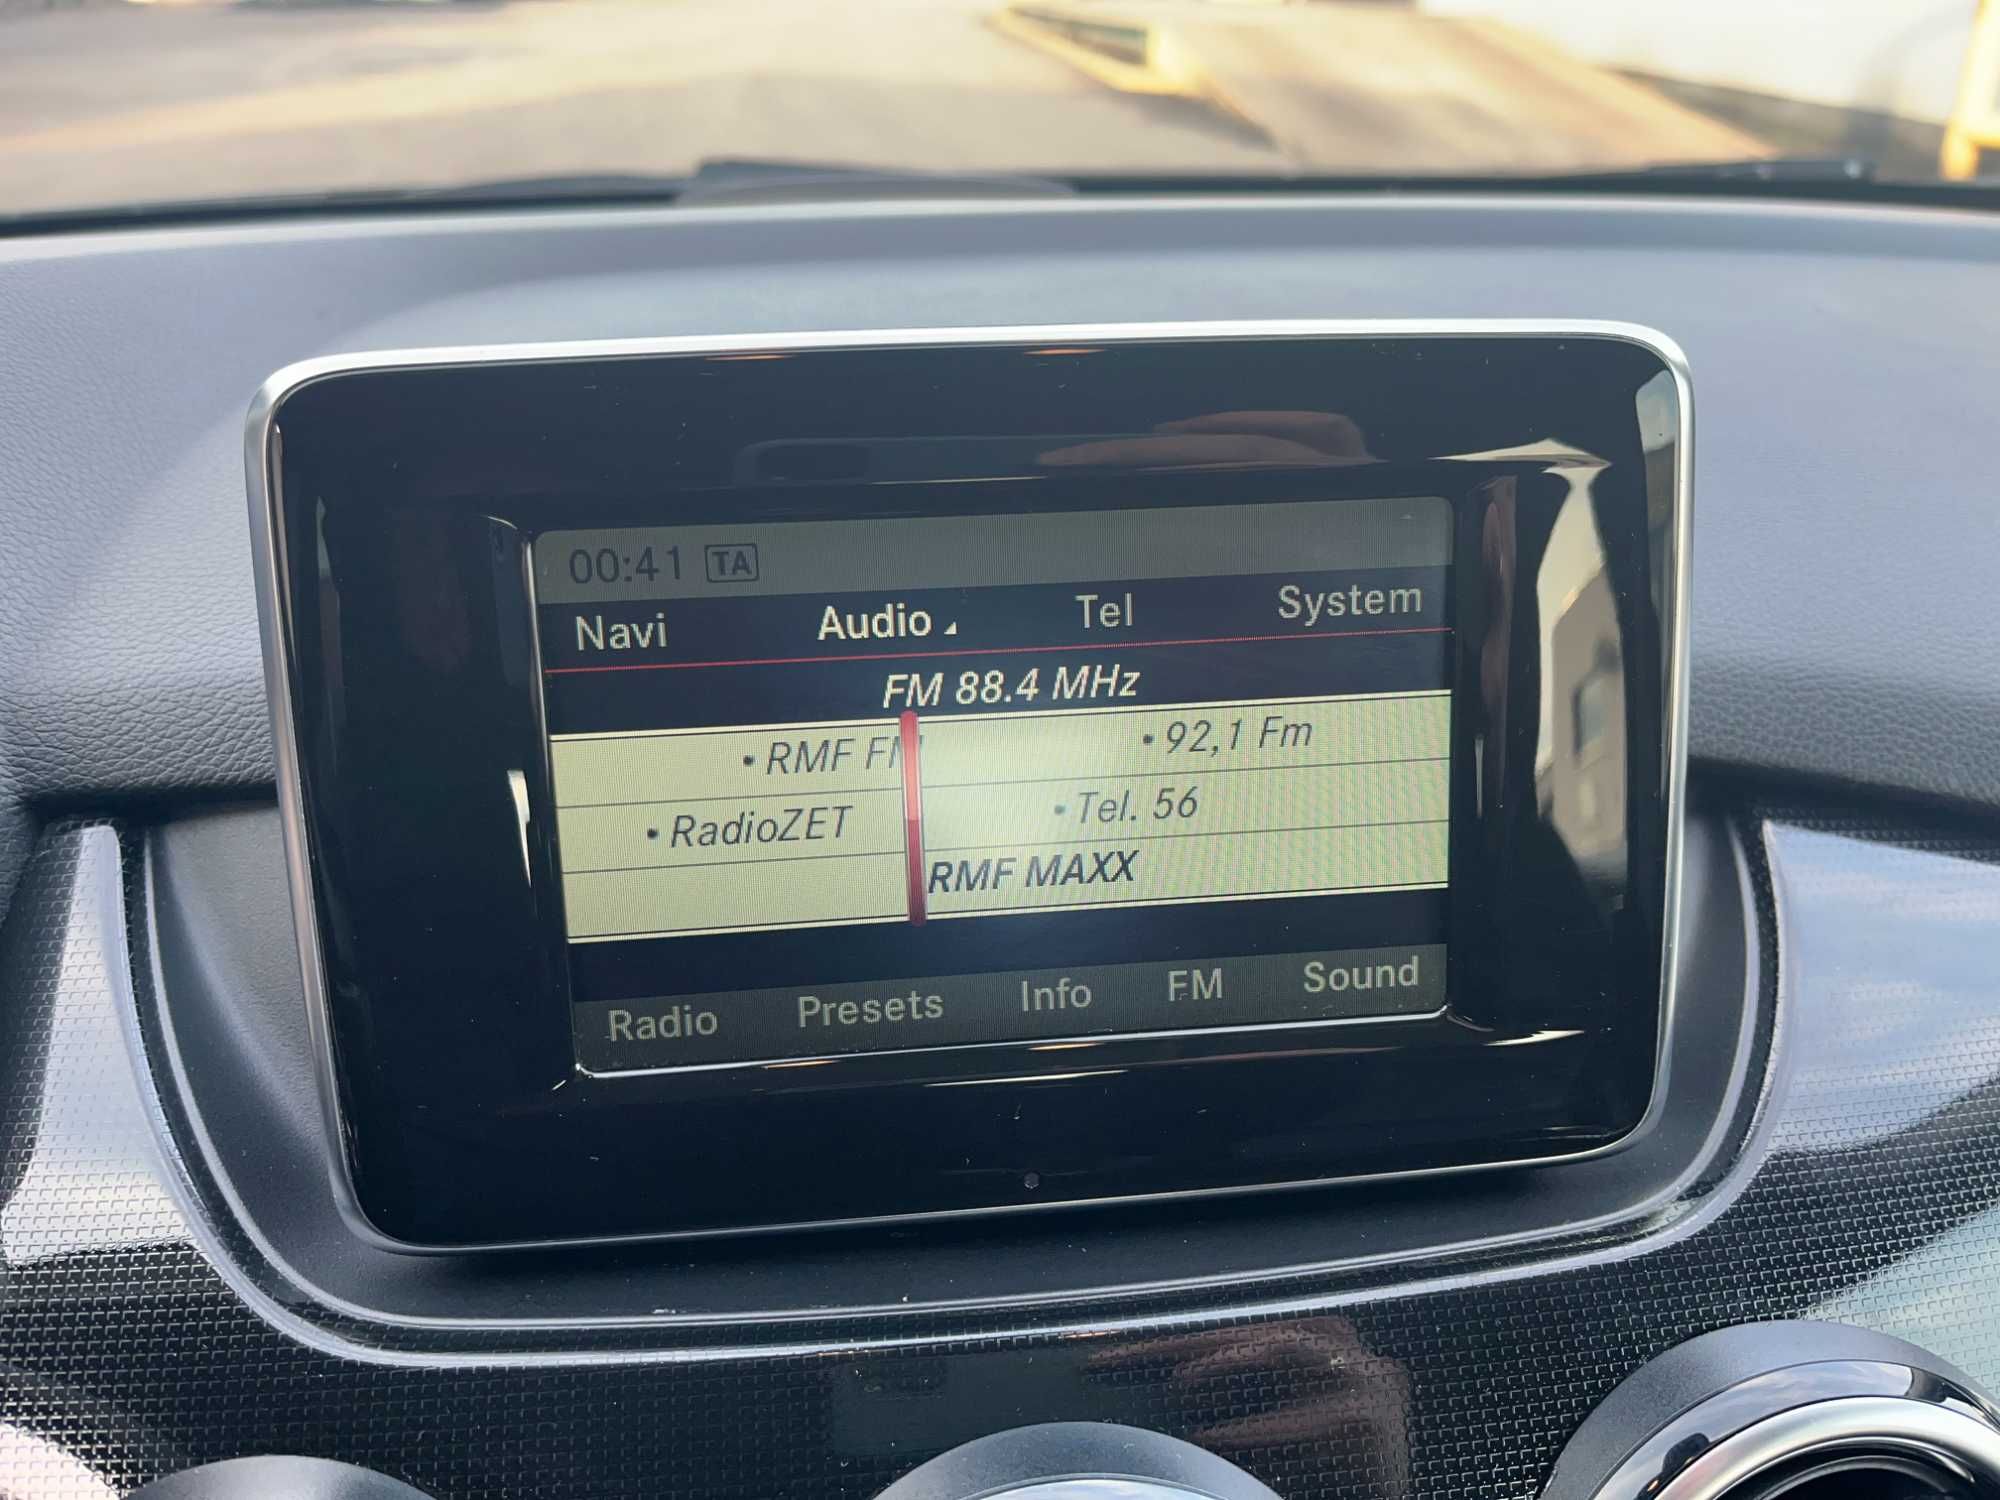 00:41 TA
Navi Audio Tel System
FM 88.4 MHz
RMF FM • 92,1 Fm
• RadioZET • Tel. 56
RMF MAXX
Radio Presets Info FM Sound